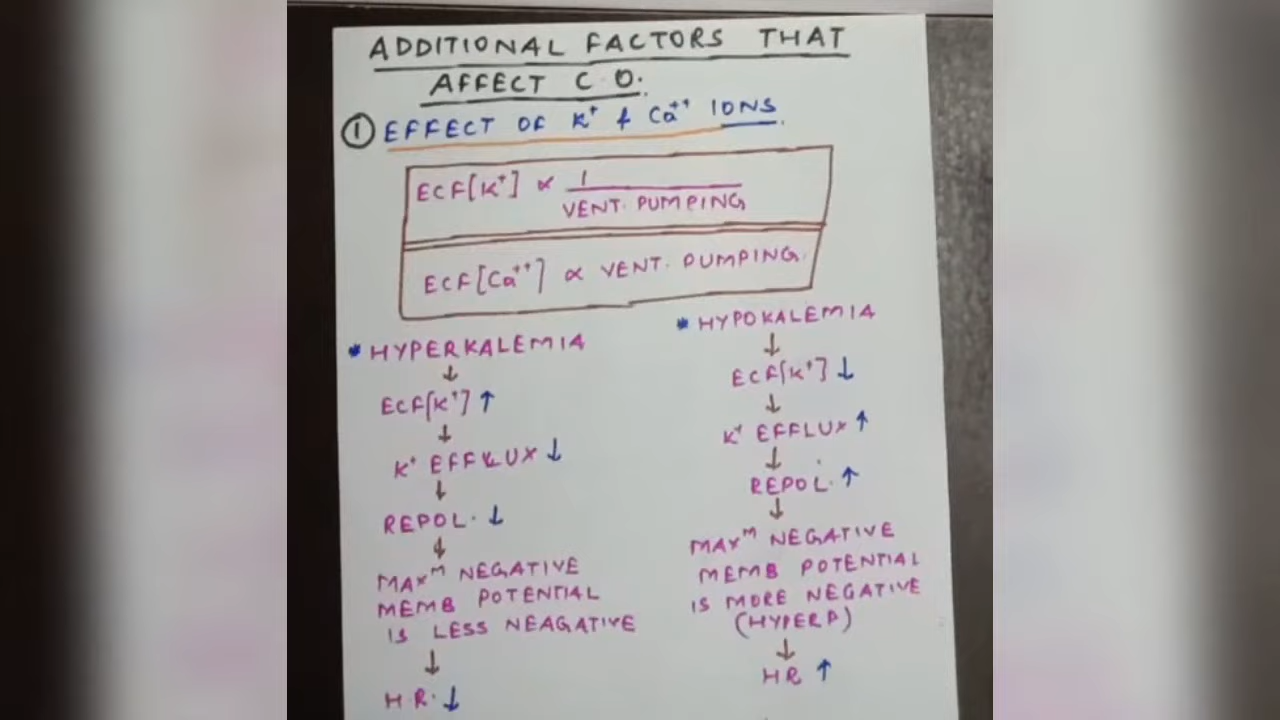 ADDITIONAL FACTORS THAT
AFFECT C.O.
① EFFECT OF K⁺ & Ca⁺⁺ IONS.
ECF[K⁺] ∝ 1
VENT. PUMPING
ECF[Ca⁺⁺] ∝ VENT. PUMPING.
* HYPERKALEMIA
↓
ECF[K⁺] ↑
↓
K⁺ EFFLUX ↓
↓
REPOL. ↓
↓
MAXᵐ NEGATIVE
MEMB POTENTIAL
IS LESS NEAGATIVE
↓
H.R. ↓
* HYPOKALEMIA
↓
ECF[K⁺] ↓
↓
K⁺ EFFLUX ↑
↓
REPOL. ↑
↓
MAXᵐ NEGATIVE
MEMB POTENTIAL
IS MORE NEGATIVE
(HYPERP)
↓
HR ↑